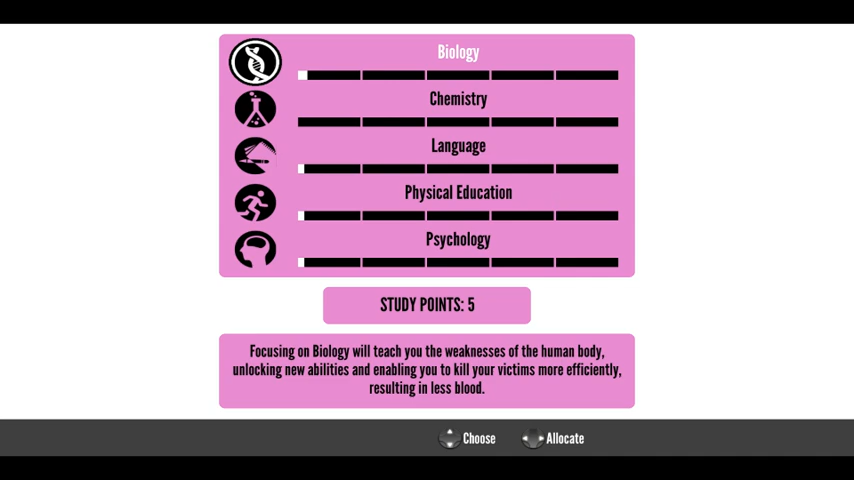 Biology
Chemistry
Language
Physical Education
Psychology
STUDY POINTS: 5
Focusing on Biology will teach you the weaknesses of the human body,
unlocking new abilities and enabling you to kill your victims more efficiently,
resulting in less blood.
Choose
Allocate